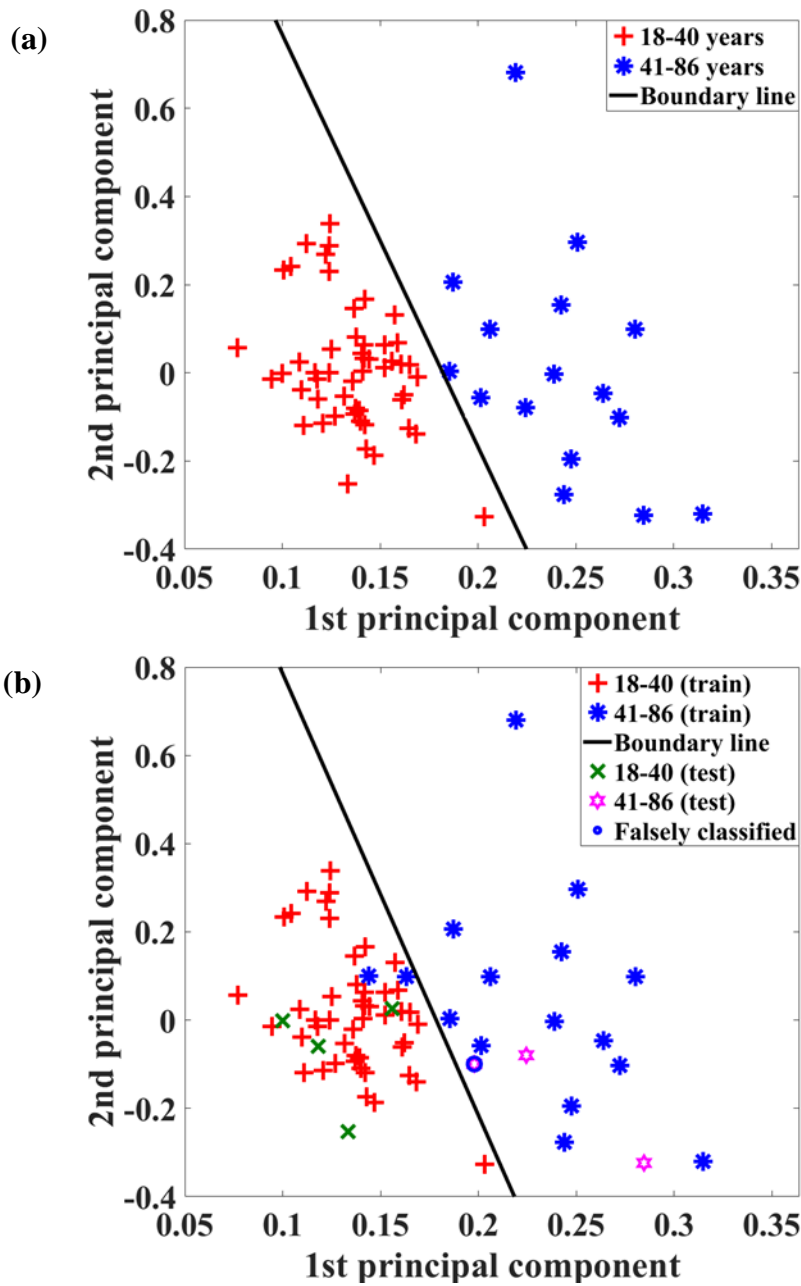 (a)
0.8
0.6
0.4
0.2
0
-0.2
-0.4
2nd principal component
18-40 years
41-86 years
Boundary line
0.05 0.1 0.15 0.2 0.25 0.3 0.35
1st principal component
(b)
0.8
0.6
0.4
0.2
0
-0.2
-0.4
2nd principal component
18-40 (train)
41-86 (train)
Boundary line
18-40 (test)
41-86 (test)
Falsely classified
0.05 0.1 0.15 0.2 0.25 0.3 0.35
1st principal component